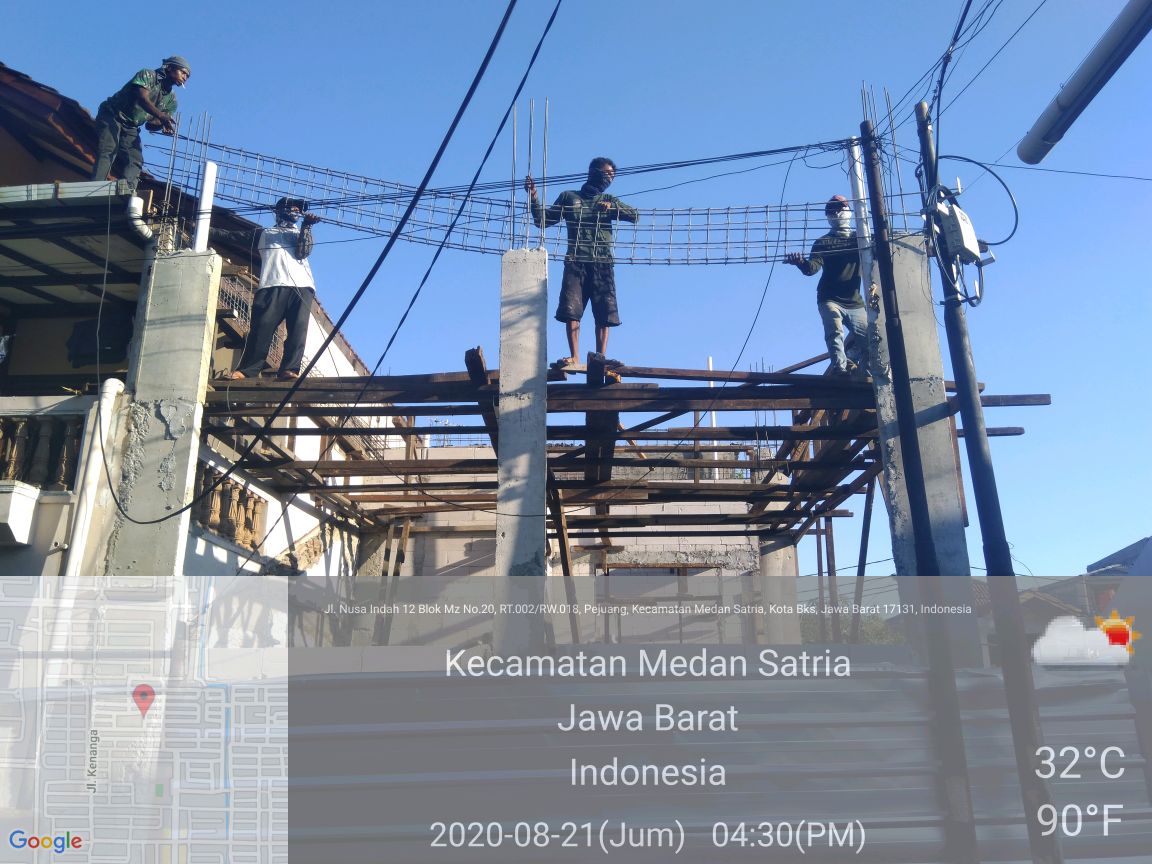 Jl. Nusa Indah 12 Blok Mz No.20, RT.002/RW.018, Pejuang, Kecamatan Medan Satria, Kota Bks, Jawa Barat 17131, Indonesia
Kecamatan Medan Satria
Jawa Barat
Indonesia
2020-08-21(Jum) 04:30(PM)
32°C
90°F
Jl. Kenanga
Google